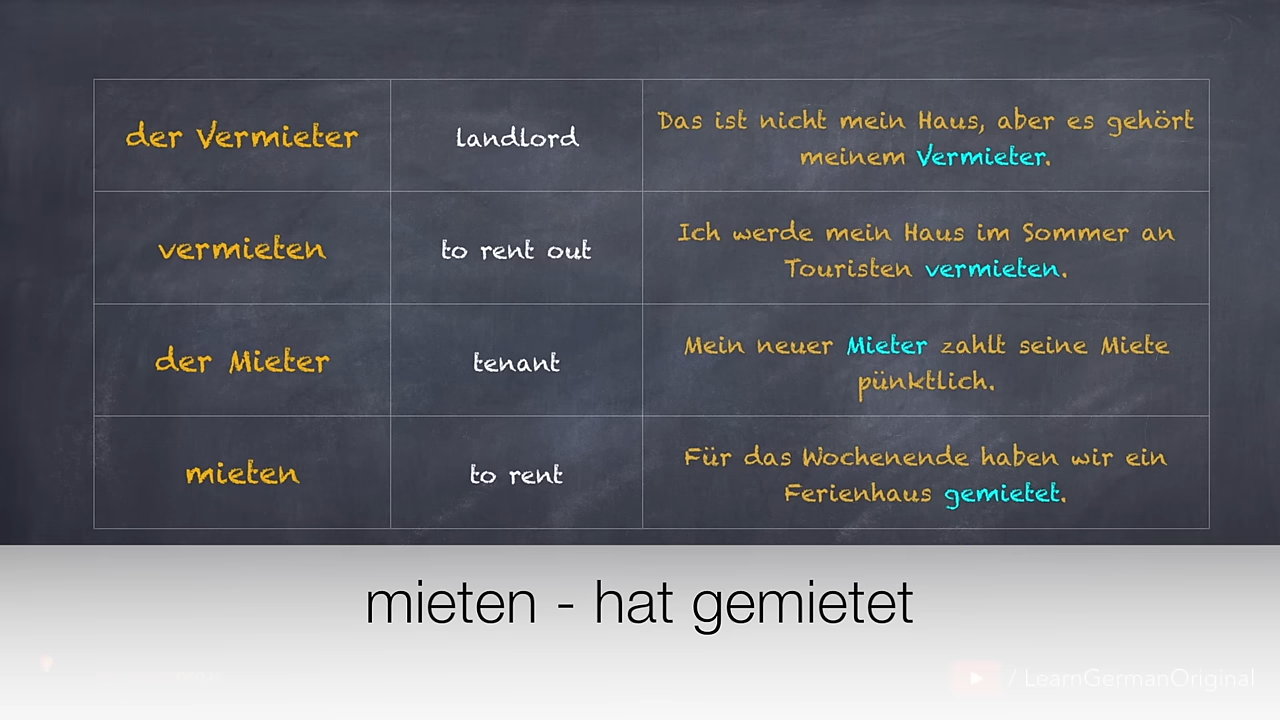 der Vermieter
landlord
Das ist nicht mein Haus, aber es gehört
meinem Vermieter.
vermieten
to rent out
Ich werde mein Haus im Sommer an
Touristen vermieten.
der Mieter
tenant
Mein neuer Mieter zahlt seine Miete
pünktlich.
mieten
to rent
Für das Wochenende haben wir ein
Ferienhaus gemietet.
mieten - hat gemietet
/ LearnGermanOriginal